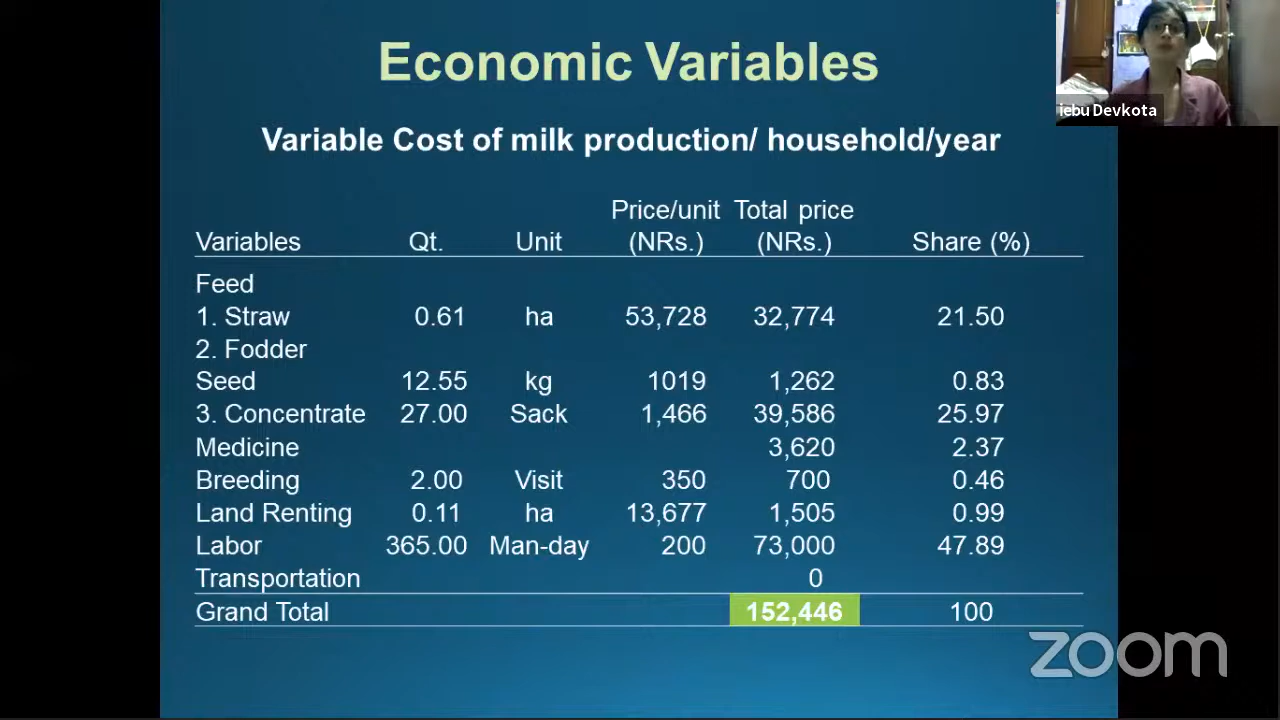 Economic Variables
iebu Devkota
Variable Cost of milk production/ household/year
Variables Qt. Unit Price/unit (NRs.) Total price (NRs.) Share (%)
Feed
1. Straw 0.61 ha 53,728 32,774 21.50
2. Fodder
Seed 12.55 kg 1019 1,262 0.83
3. Concentrate 27.00 Sack 1,466 39,586 25.97
Medicine 3,620 2.37
Breeding 2.00 Visit 350 700 0.46
Land Renting 0.11 ha 13,677 1,505 0.99
Labor 365.00 Man-day 200 73,000 47.89
Transportation 0
Grand Total 152,446 100
zoom